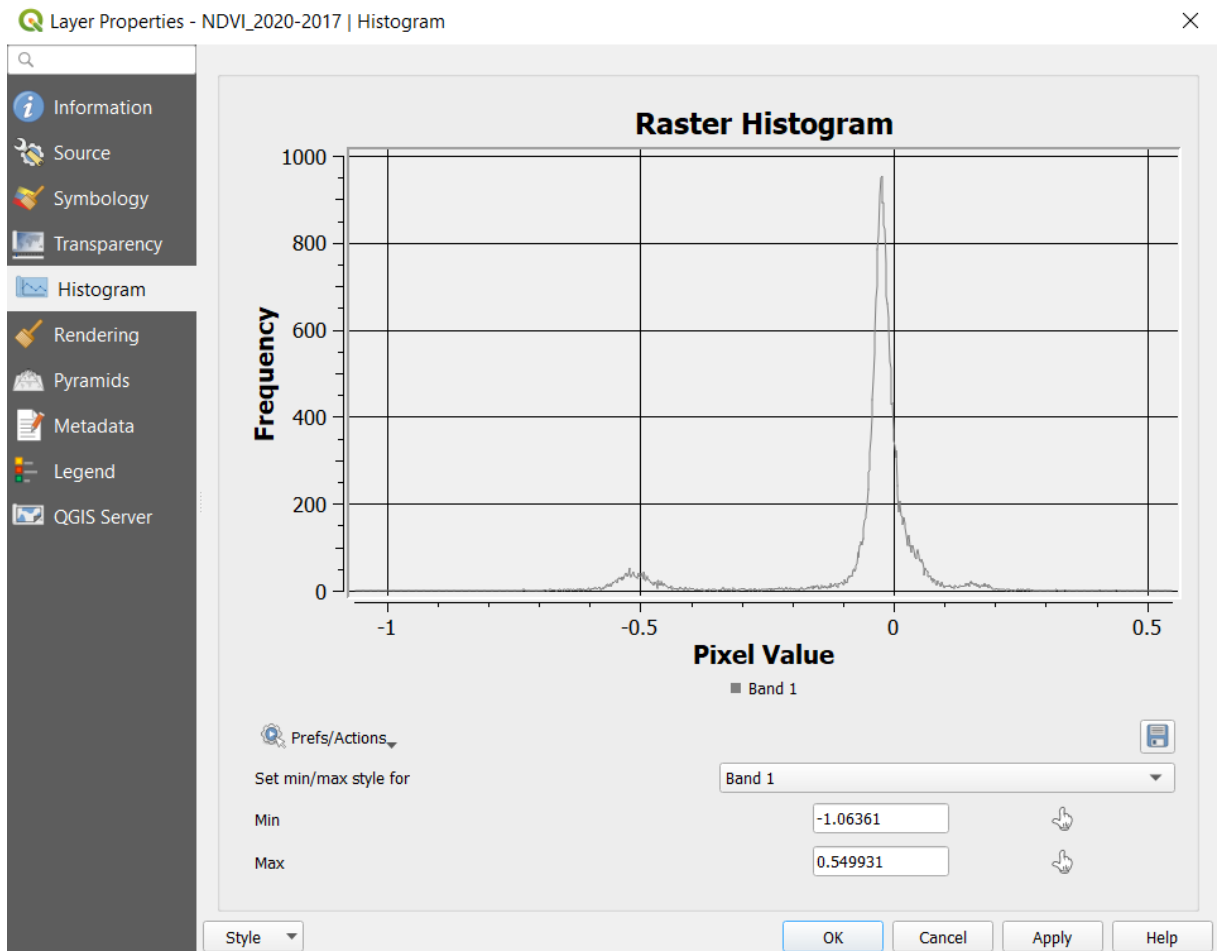 Layer Properties - NDVI_2020-2017 | Histogram
Information
Source
Symbology
Transparency
Histogram
Rendering
Pyramids
Metadata
Legend
QGIS Server
Raster Histogram
1000
800
600
400
200
0
Frequency
-1 -0.5 0 0.5
Pixel Value
Band 1
Prefs/Actions
Set min/max style for Band 1
Min -1.06361
Max 0.549931
Style OK Cancel Apply Help